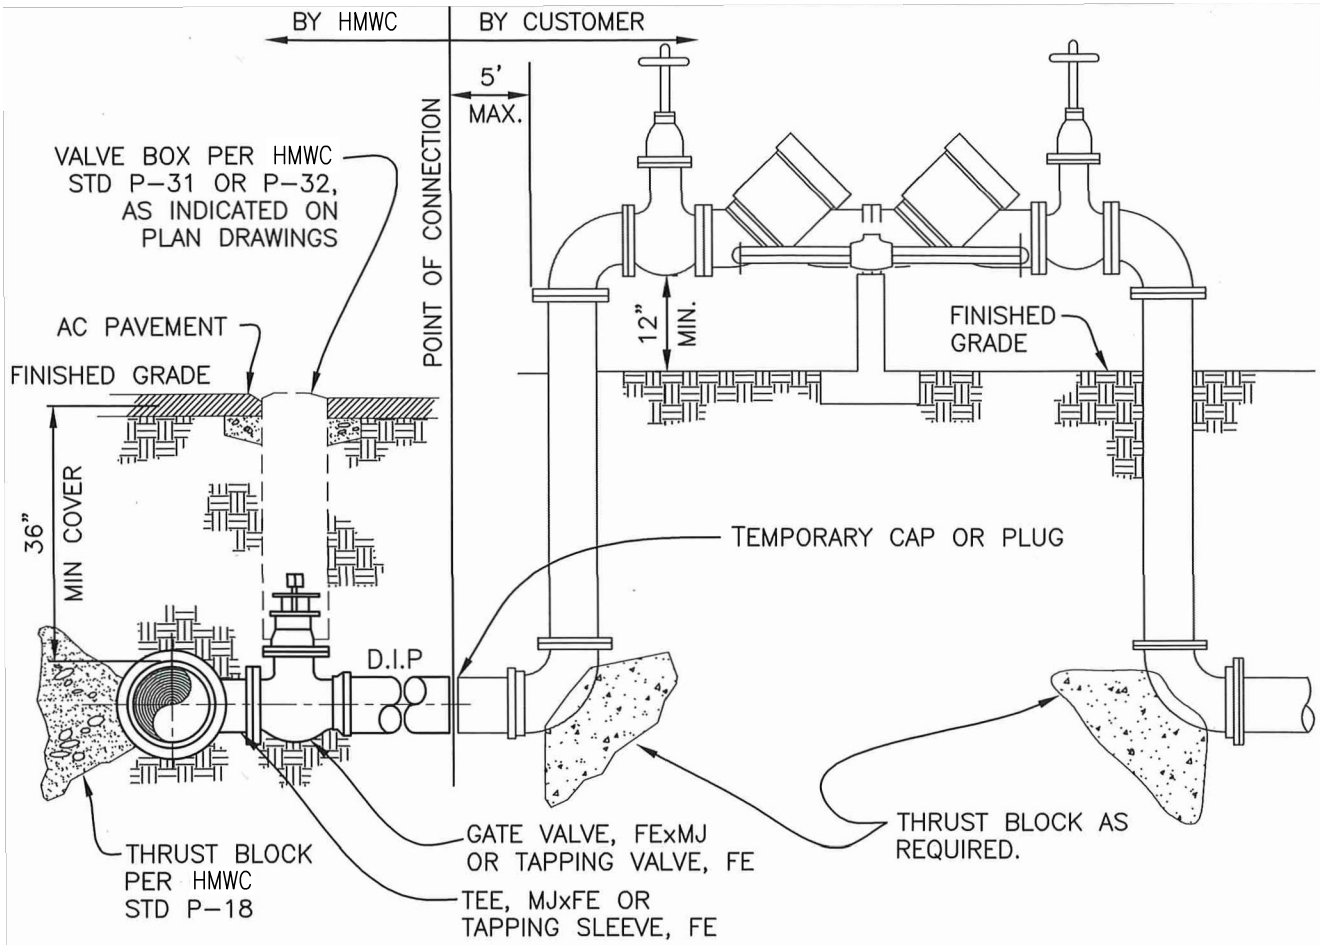 BY HMWC
BY CUSTOMER
5'
MAX.
POINT OF CONNECTION
VALVE BOX PER HMWC
STD P-31 OR P-32,
AS INDICATED ON
PLAN DRAWINGS
AC PAVEMENT
FINISHED GRADE
12"
MIN.
FINISHED
GRADE
36"
MIN COVER
TEMPORARY CAP OR PLUG
D.I.P
GATE VALVE, FExMJ
OR TAPPING VALVE, FE
THRUST BLOCK AS
REQUIRED.
THRUST BLOCK
PER HMWC
STD P-18
TEE, MJxFE OR
TAPPING SLEEVE, FE